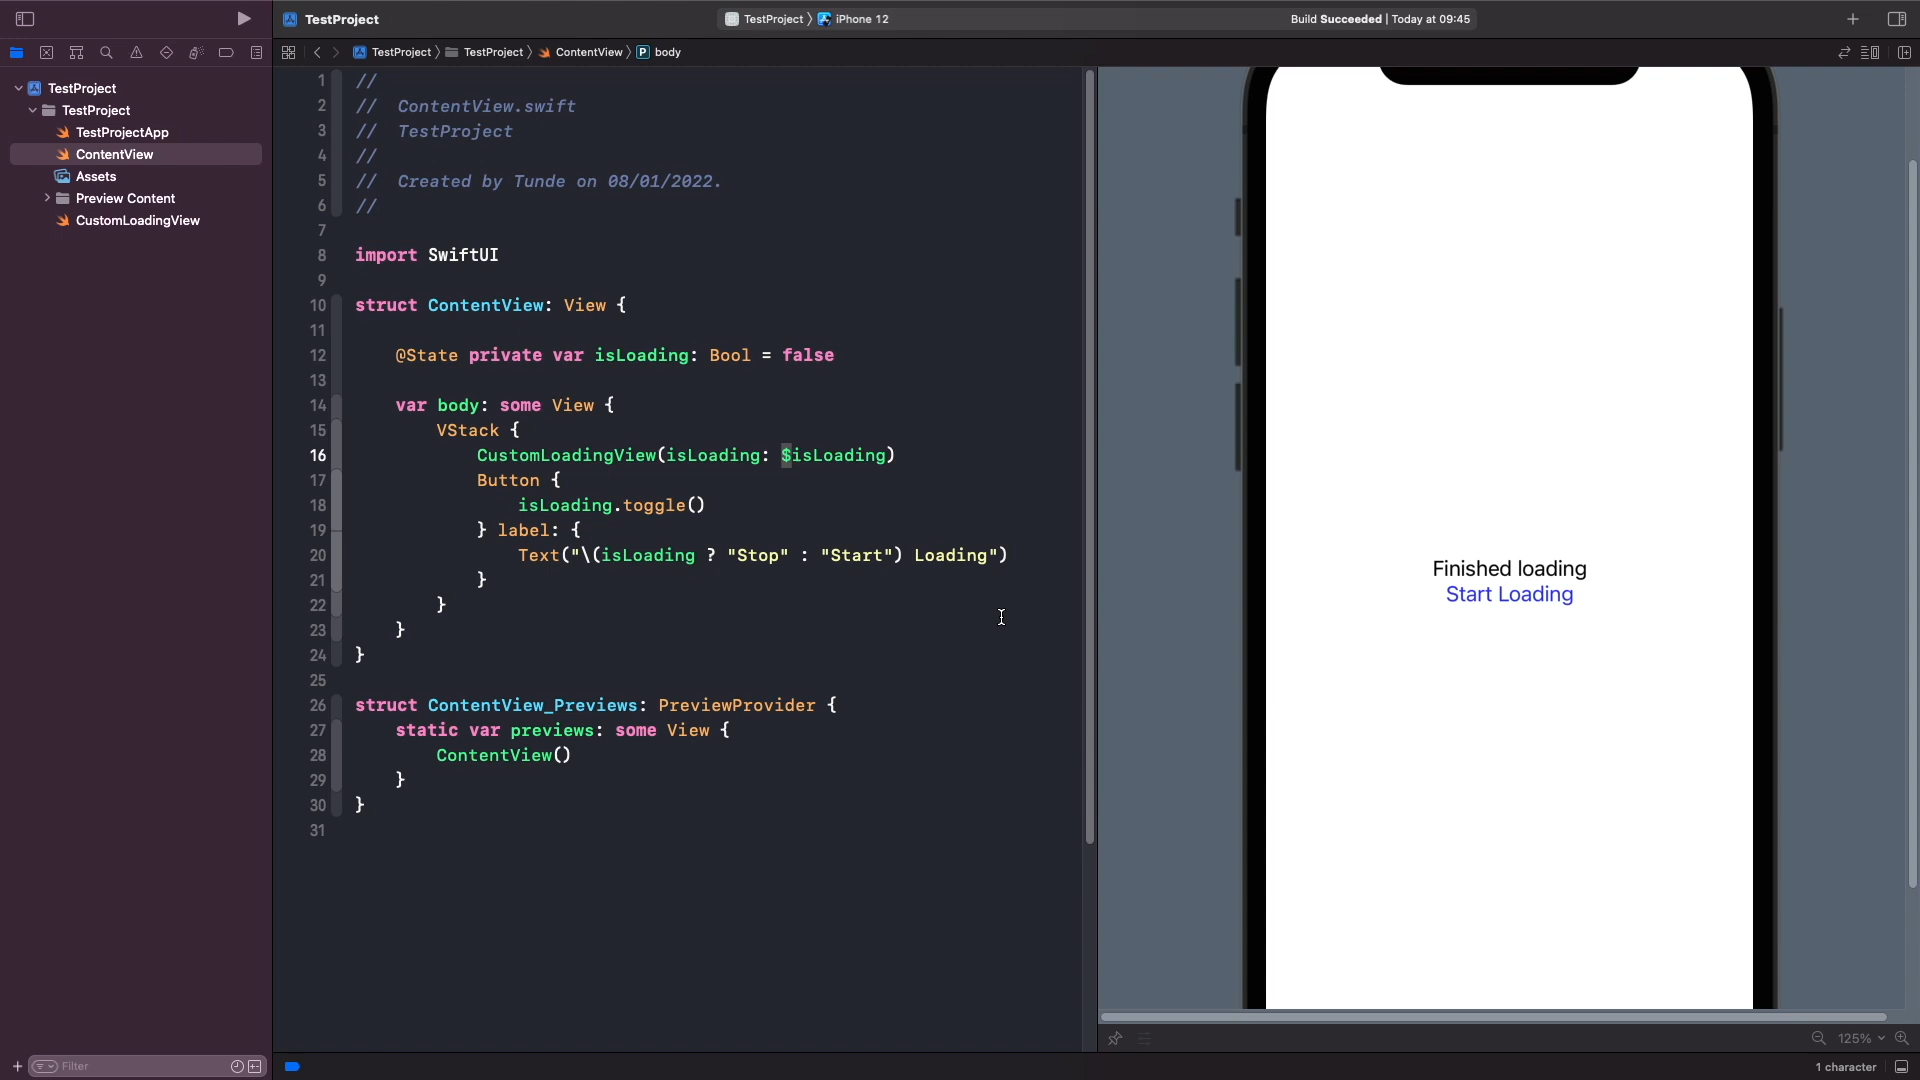 TestProject
TestProject
iPhone 12
Build Succeeded | Today at 09:45
TestProject
TestProject
ContentView
P
body
TestProject
TestProject
TestProjectApp
ContentView
Assets
Preview Content
CustomLoadingView
1 //
2 //  ContentView.swift
3 //  TestProject
4 //
5 //  Created by Tunde on 08/01/2022.
6 //
7
8 import SwiftUI
9
10 struct ContentView: View {
11
12     @State private var isLoading: Bool = false
13
14     var body: some View {
15         VStack {
16             CustomLoadingView(isLoading: $isLoading)
17             Button {
18                 isLoading.toggle()
19             } label: {
20                 Text("\(isLoading ? "Stop" : "Start") Loading")
21             }
22         }
23     }
24 }
25
26 struct ContentView_Previews: PreviewProvider {
27     static var previews: some View {
28         ContentView()
29     }
30 }
31
Finished loading
Start Loading
125%
Filter
1 character